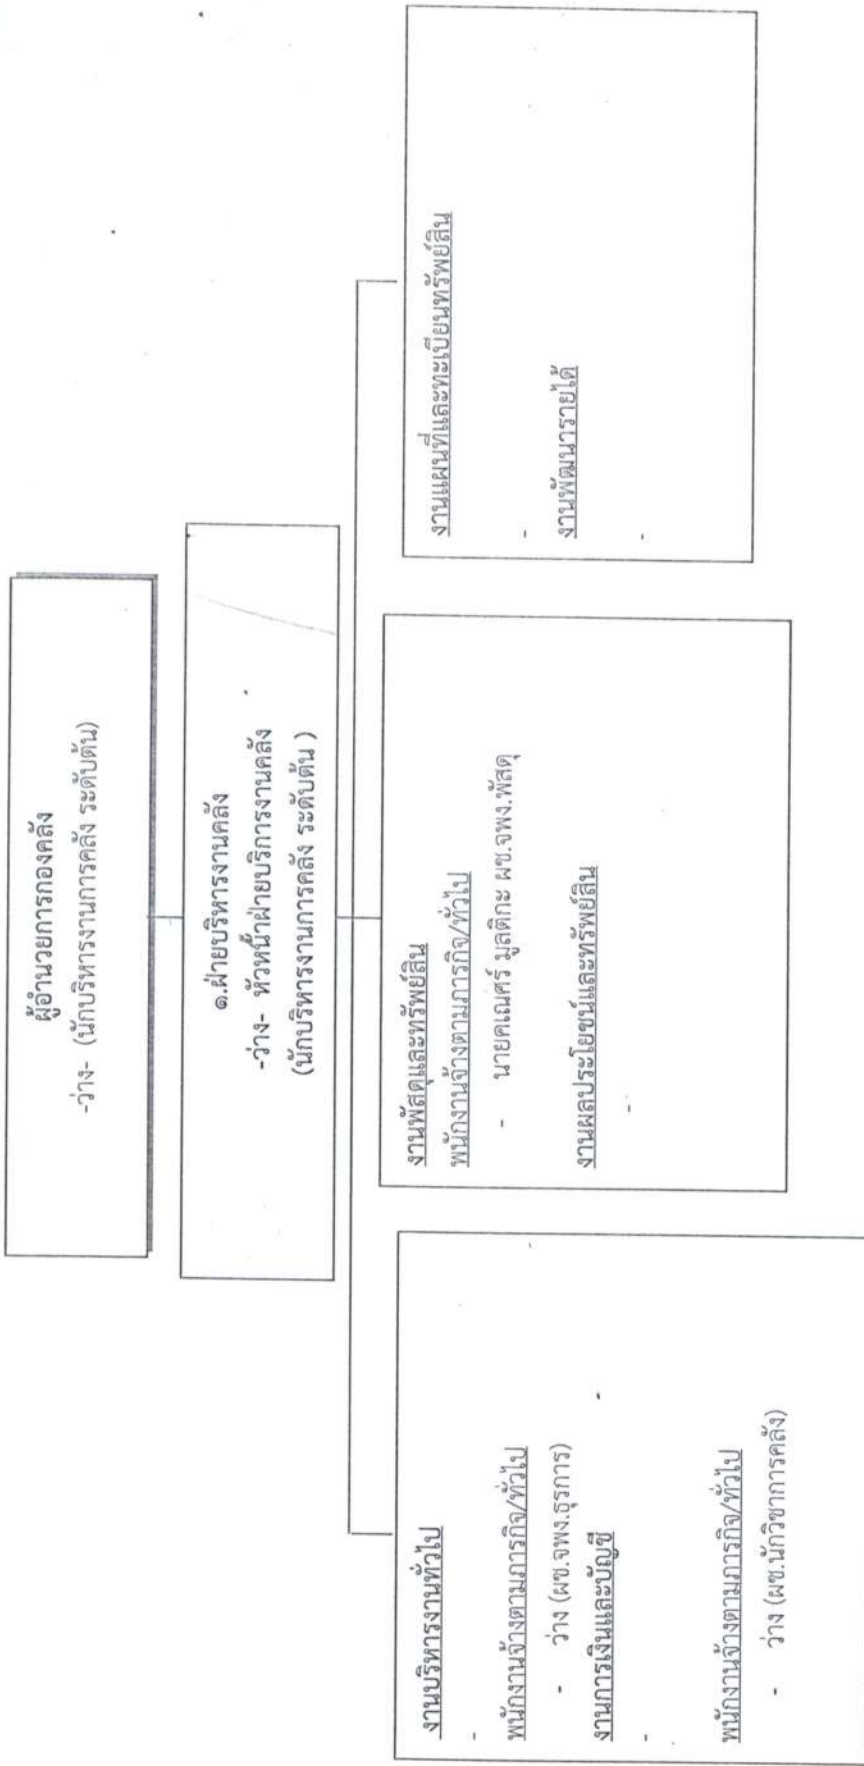 ผู้อำนวยการกองคลัง
-ว่าง- (นักบริหารงานการคลัง ระดับต้น)
๑.ฝ่ายบริหารงานคลัง
-ว่าง- หัวหน้าฝ่ายบริการงานคลัง
(นักบริหารงานการคลัง ระดับต้น )
งานบริหารงานทั่วไป
-
พนักงานจ้างตามภารกิจ/ทั่วไป
- ว่าง (ผช.จพง.ธุรการ)
งานการเงินและบัญชี
-
พนักงานจ้างตามภารกิจ/ทั่วไป
- ว่าง (ผช.นักวิชาการคลัง)
งานพัสดุและทรัพย์สิน
พนักงานจ้างตามภารกิจ/ทั่วไป
- นายคเณศร์ มูลติกะ ผช.จพง.พัสดุ
งานผลประโยชน์และทรัพย์สิน
-
งานแผนที่และทะเบียนทรัพย์สิน
-
งานพัฒนารายได้
-